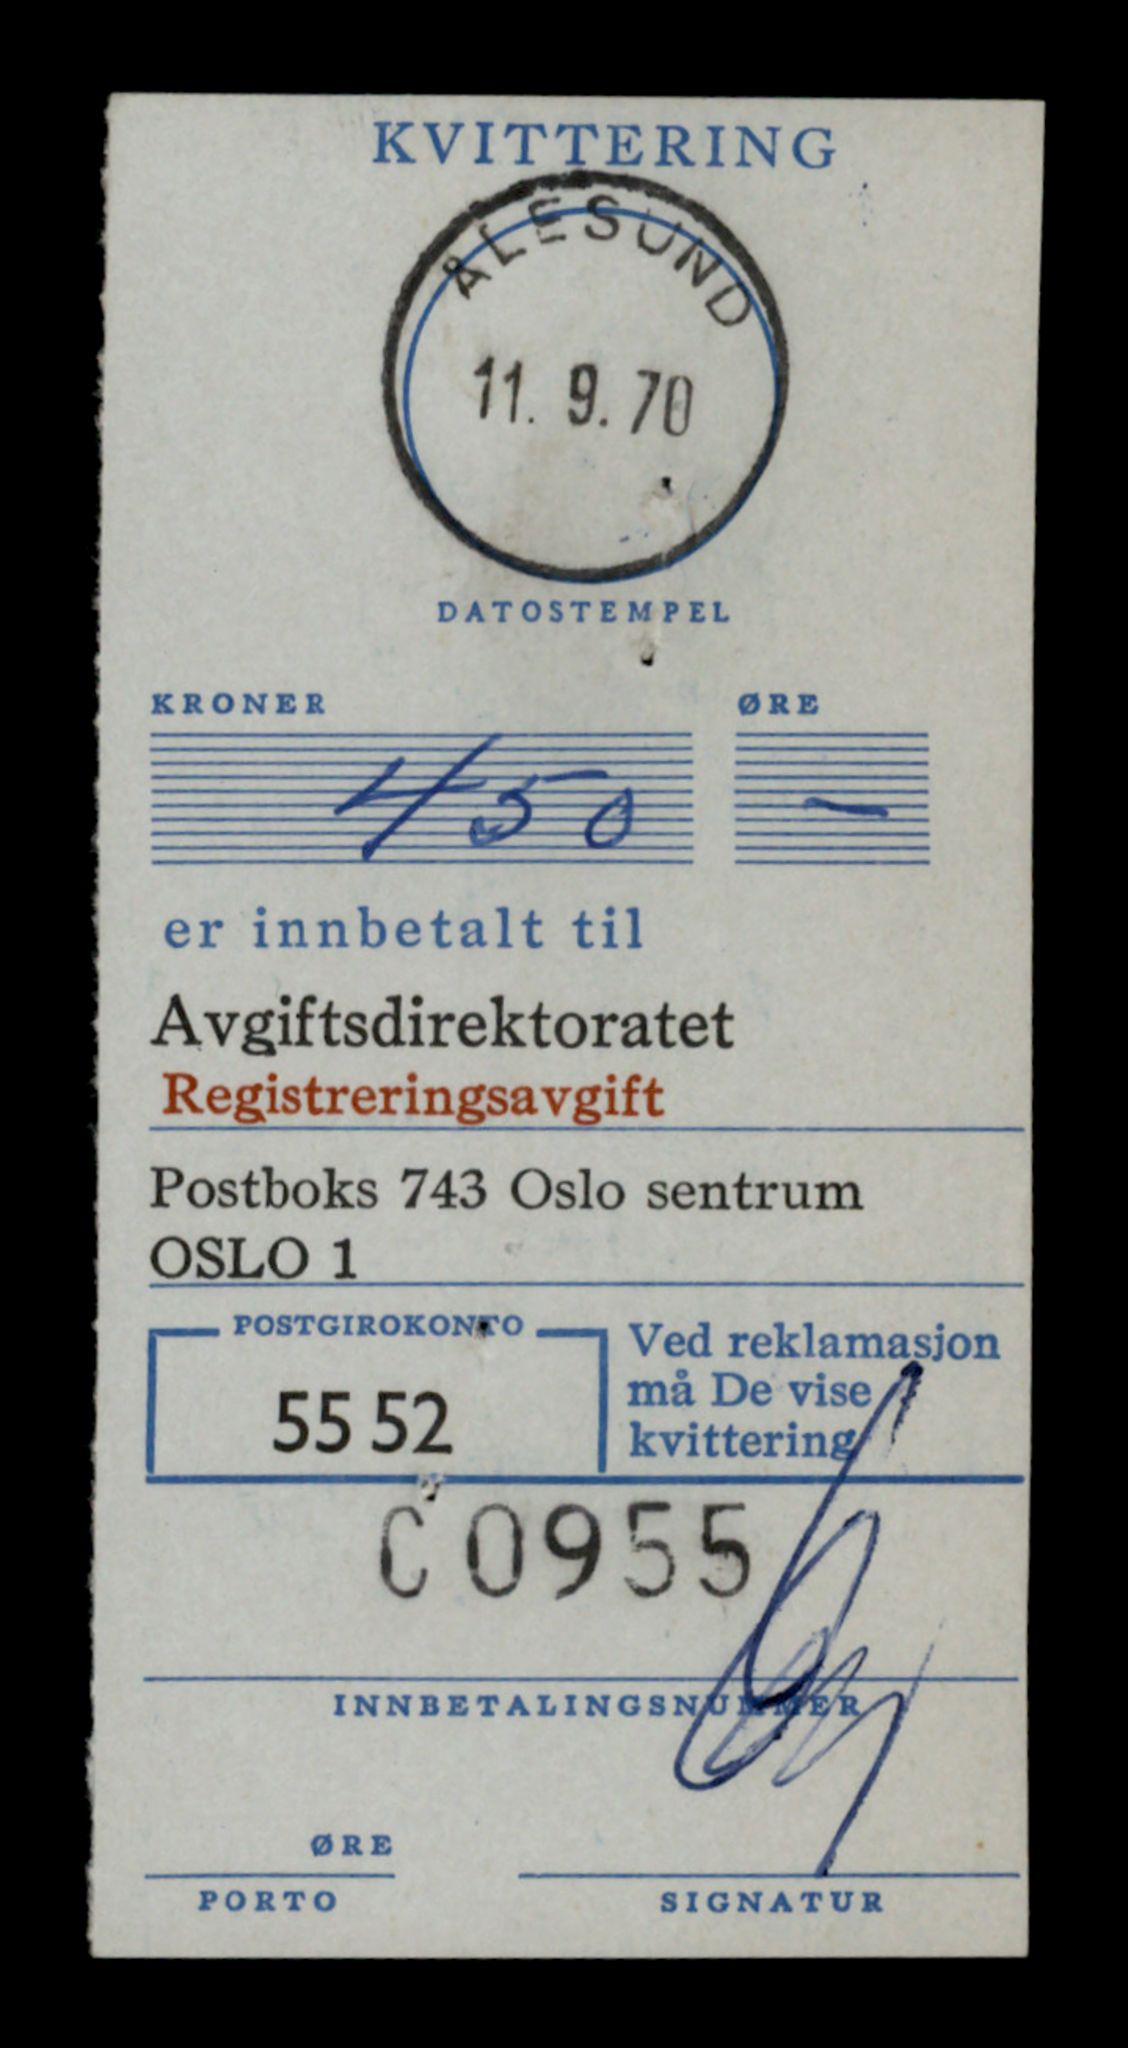 KVITTERING
ÅLESUND
11. 9. 70
DATOSTEMPEL
KRONER ØRE
450 —
er innbetalt til
Avgiftsdirektoratet
Registreringsavgift
Postboks 743 Oslo sentrum
OSLO 1
POSTGIROKONTO
55 52
Ved reklamasjon
må De vise
kvittering
C 0955
INNBETALINGSNUMMER
ØRE
PORTO SIGNATUR